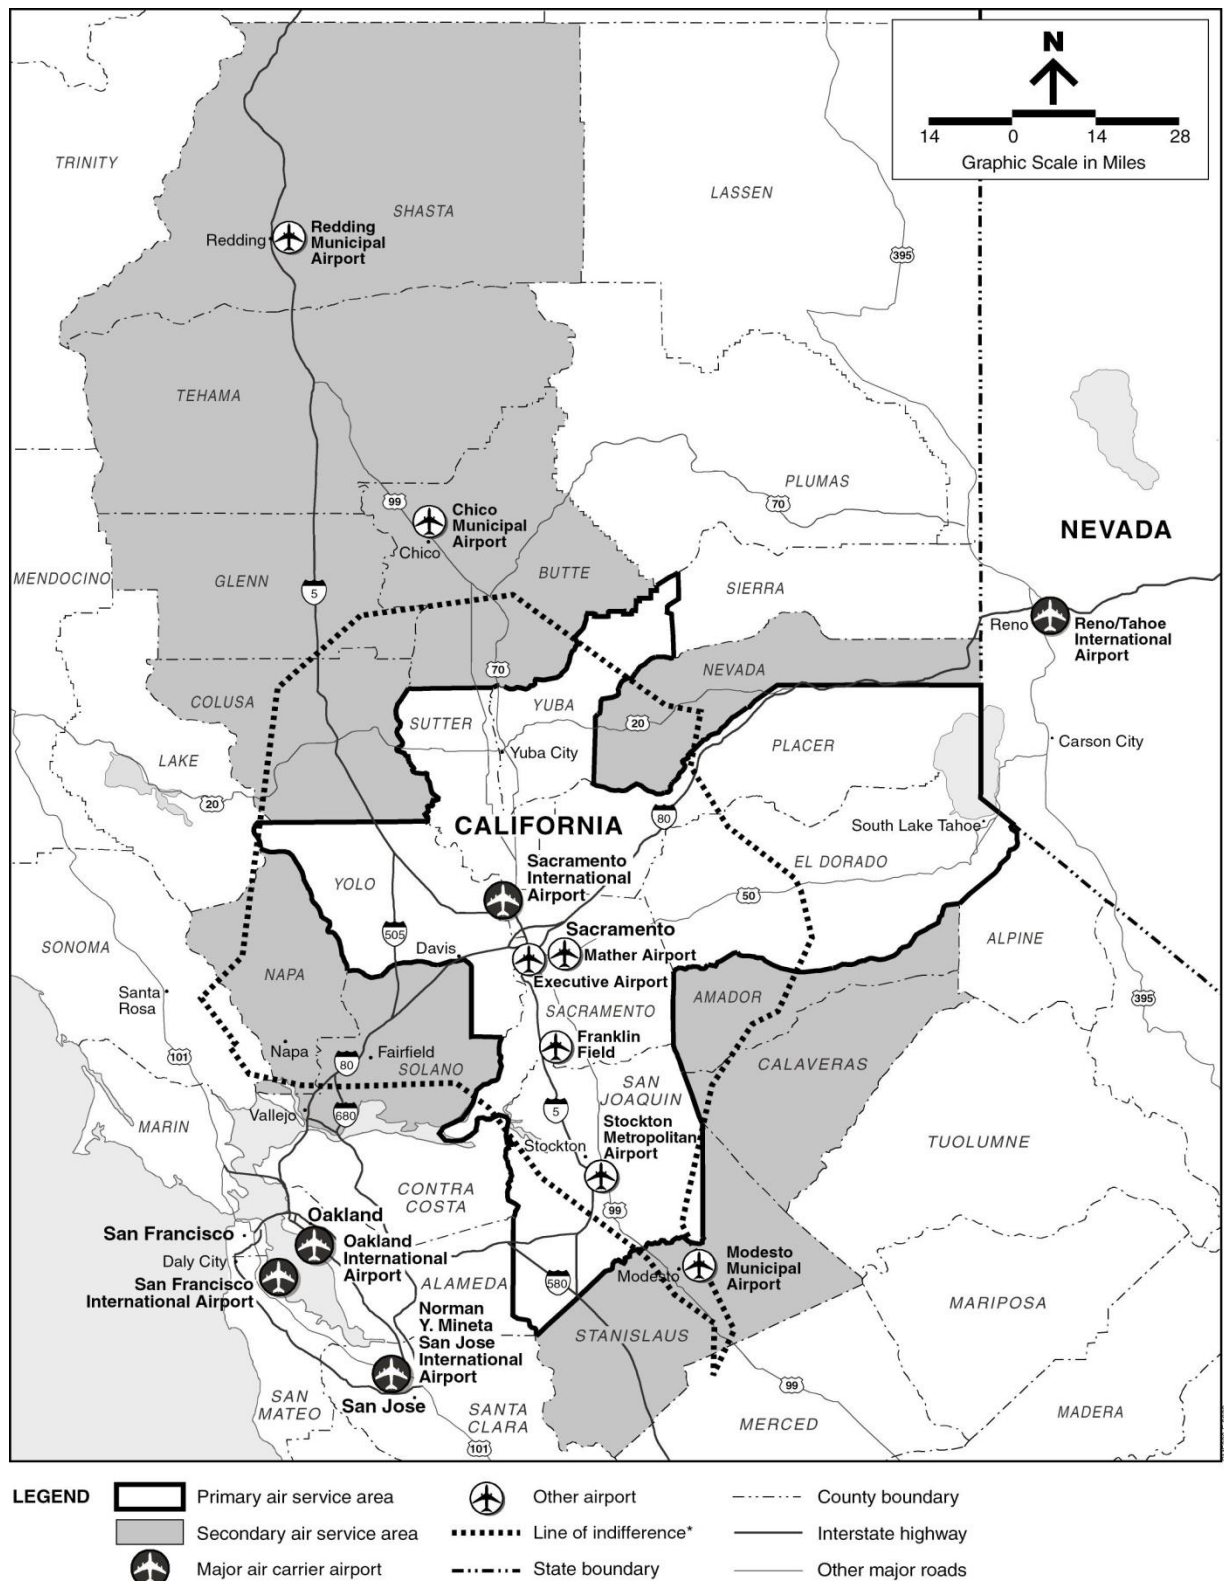 N
14 0 14 28
Graphic Scale in Miles
TRINITY
LASSEN
SHASTA
Redding
Redding
Municipal
Airport
395
TEHAMA
PLUMAS
99
70
Chico
Municipal
Airport
Chico
NEVADA
MENDOCINO
GLENN
BUTTE
5
SIERRA
Reno
Reno/Tahoe
International
Airport
70
NEVADA
COLUSA
SUTTER
YUBA
20
PLACER
Carson City
LAKE
Yuba City
20
CALIFORNIA
80
South Lake Tahoe
Sacramento
International
Airport
EL DORADO
YOLO
50
505
Sacramento
SONOMA
Davis
Mather Airport
ALPINE
NAPA
Executive Airport
Santa
Rosa
AMADOR
395
SACRAMENTO
101
Napa
80
Fairfield
SOLANO
Franklin
Field
CALAVERAS
SAN
JOAQUIN
Vallejo
680
5
MARIN
Stockton
Metropolitan
Airport
Stockton
TUOLUMNE
CONTRA
COSTA
99
Oakland
San Francisco
Oakland
International
Airport
Daly City
San Francisco
International Airport
ALAMEDA
580
Modesto
Modesto
Municipal
Airport
MARIPOSA
Norman
Y. Mineta
San Jose
International
Airport
STANISLAUS
99
SAN
MATEO
San Jose
SANTA
CLARA
101
MERCED
MADERA
LEGEND
Primary air service area
Other airport
County boundary
Secondary air service area
Line of indifference*
Interstate highway
Major air carrier airport
State boundary
Other major roads